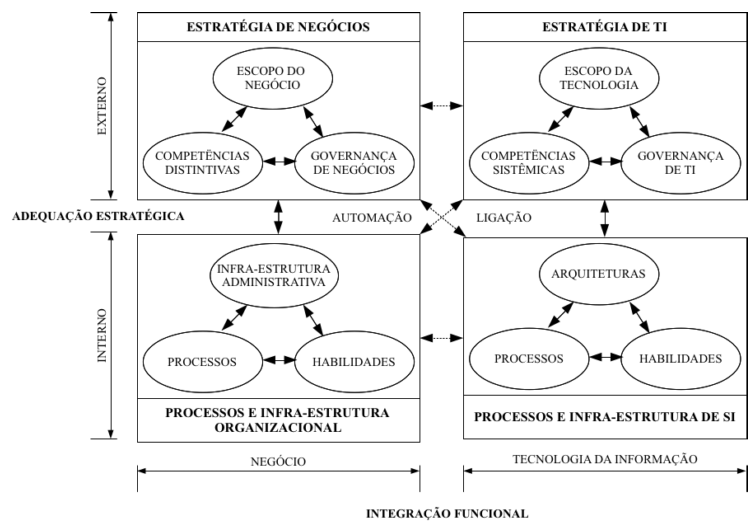 ESTRATÉGIA DE NEGÓCIOS
ESTRATÉGIA DE TI
EXTERNO
ESCOPO DO
NEGÓCIO
COMPETÊNCIAS
DISTINTIVAS
GOVERNANÇA
DE NEGÓCIOS
ESCOPO DA
TECNOLOGIA
COMPETÊNCIAS
SISTÊMICAS
GOVERNANÇA
DE TI
ADEQUAÇÃO ESTRATÉGICA
AUTOMAÇÃO
LIGAÇÃO
INTERNO
INFRA-ESTRUTURA
ADMINISTRATIVA
PROCESSOS
HABILIDADES
ARQUITETURAS
PROCESSOS
HABILIDADES
PROCESSOS E INFRA-ESTRUTURA
ORGANIZACIONAL
PROCESSOS E INFRA-ESTRUTURA DE SI
NEGÓCIO
TECNOLOGIA DA INFORMAÇÃO
INTEGRAÇÃO FUNCIONAL